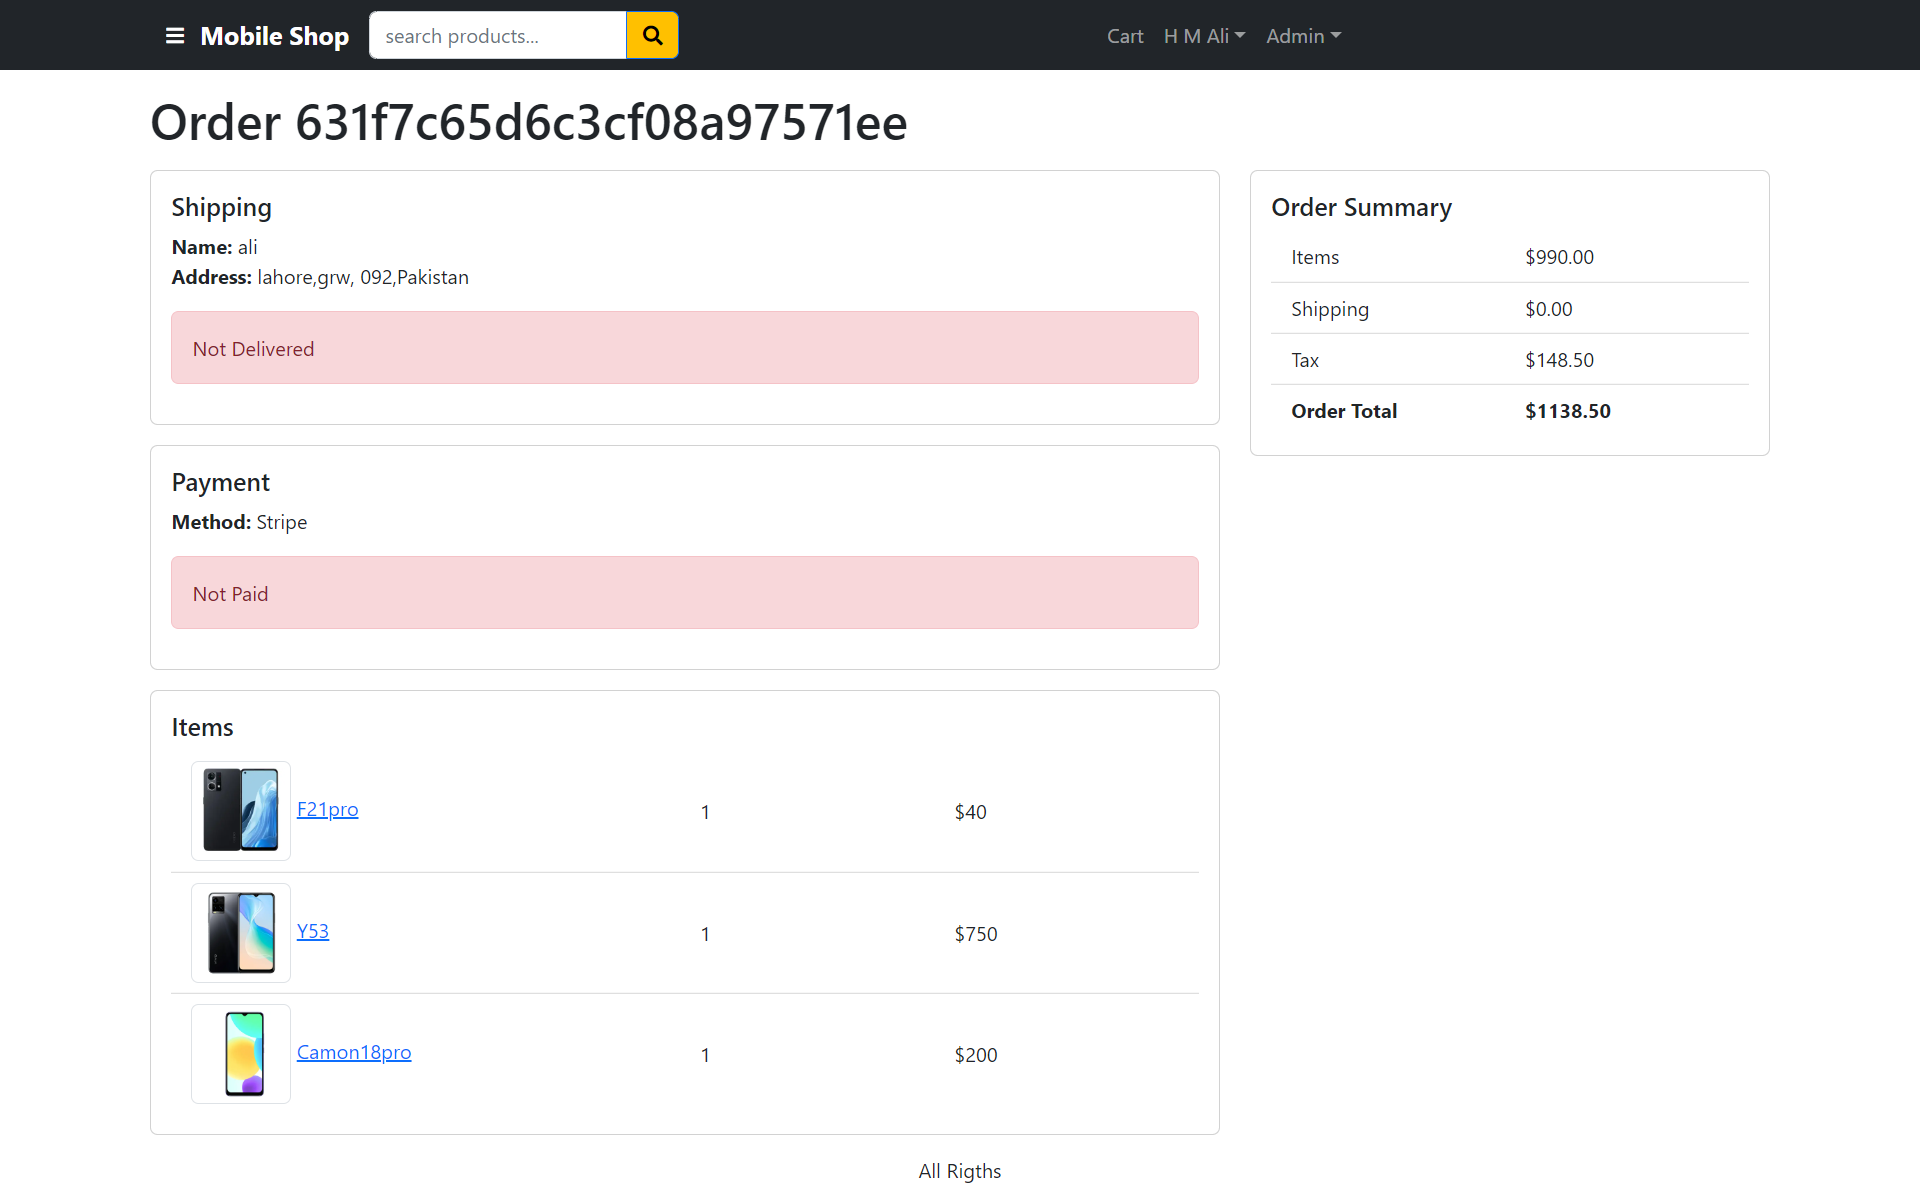 Mobile Shop
search products...
Cart
H M Ali
Admin
Order 631f7c65d6c3cf08a97571ee
Shipping
Name: ali
Address: lahore,grw, 092,Pakistan
Not Delivered
Payment
Method: Stripe
Not Paid
Items
F21pro 1 $40
Y53 1 $750
Camon18pro 1 $200
Order Summary
Items $990.00
Shipping $0.00
Tax $148.50
Order Total $1138.50
All Rigths